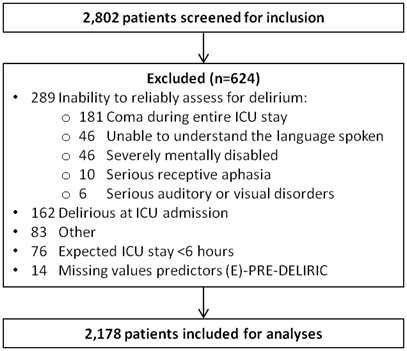 2,802 patients screened for inclusion
Excluded (n=624)
• 289 Inability to reliably assess for delirium:
o 181 Coma during entire ICU stay
o 46 Unable to understand the language spoken
o 46 Severely mentally disabled
o 10 Serious receptive aphasia
o 6 Serious auditory or visual disorders
• 162 Delirious at ICU admission
• 83 Other
• 76 Expected ICU stay <6 hours
• 14 Missing values predictors (E)-PRE-DELIRIC
2,178 patients included for analyses